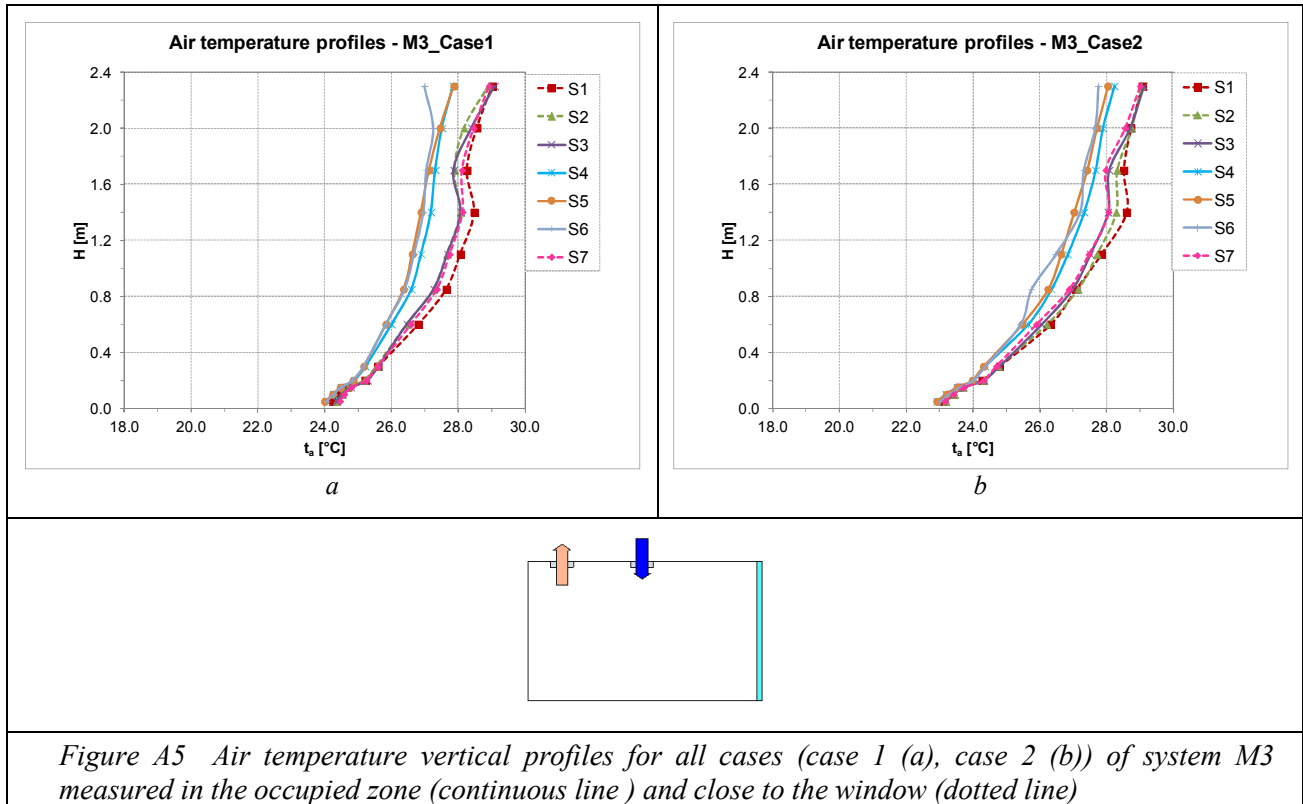 Air temperature profiles - M3_Case1
2.4
2.0
1.6
1.2
0.8
0.4
0.0
H [m]
18.0 20.0 22.0 24.0 26.0 28.0 30.0
tₐ [°C]
S1
S2
S3
S4
S5
S6
S7
a
Air temperature profiles - M3_Case2
2.4
2.0
1.6
1.2
0.8
0.4
0.0
H [m]
18.0 20.0 22.0 24.0 26.0 28.0 30.0
tₐ [°C]
S1
S2
S3
S4
S5
S6
S7
b
Figure A5 Air temperature vertical profiles for all cases (case 1 (a), case 2 (b)) of system M3
measured in the occupied zone (continuous line ) and close to the window (dotted line)